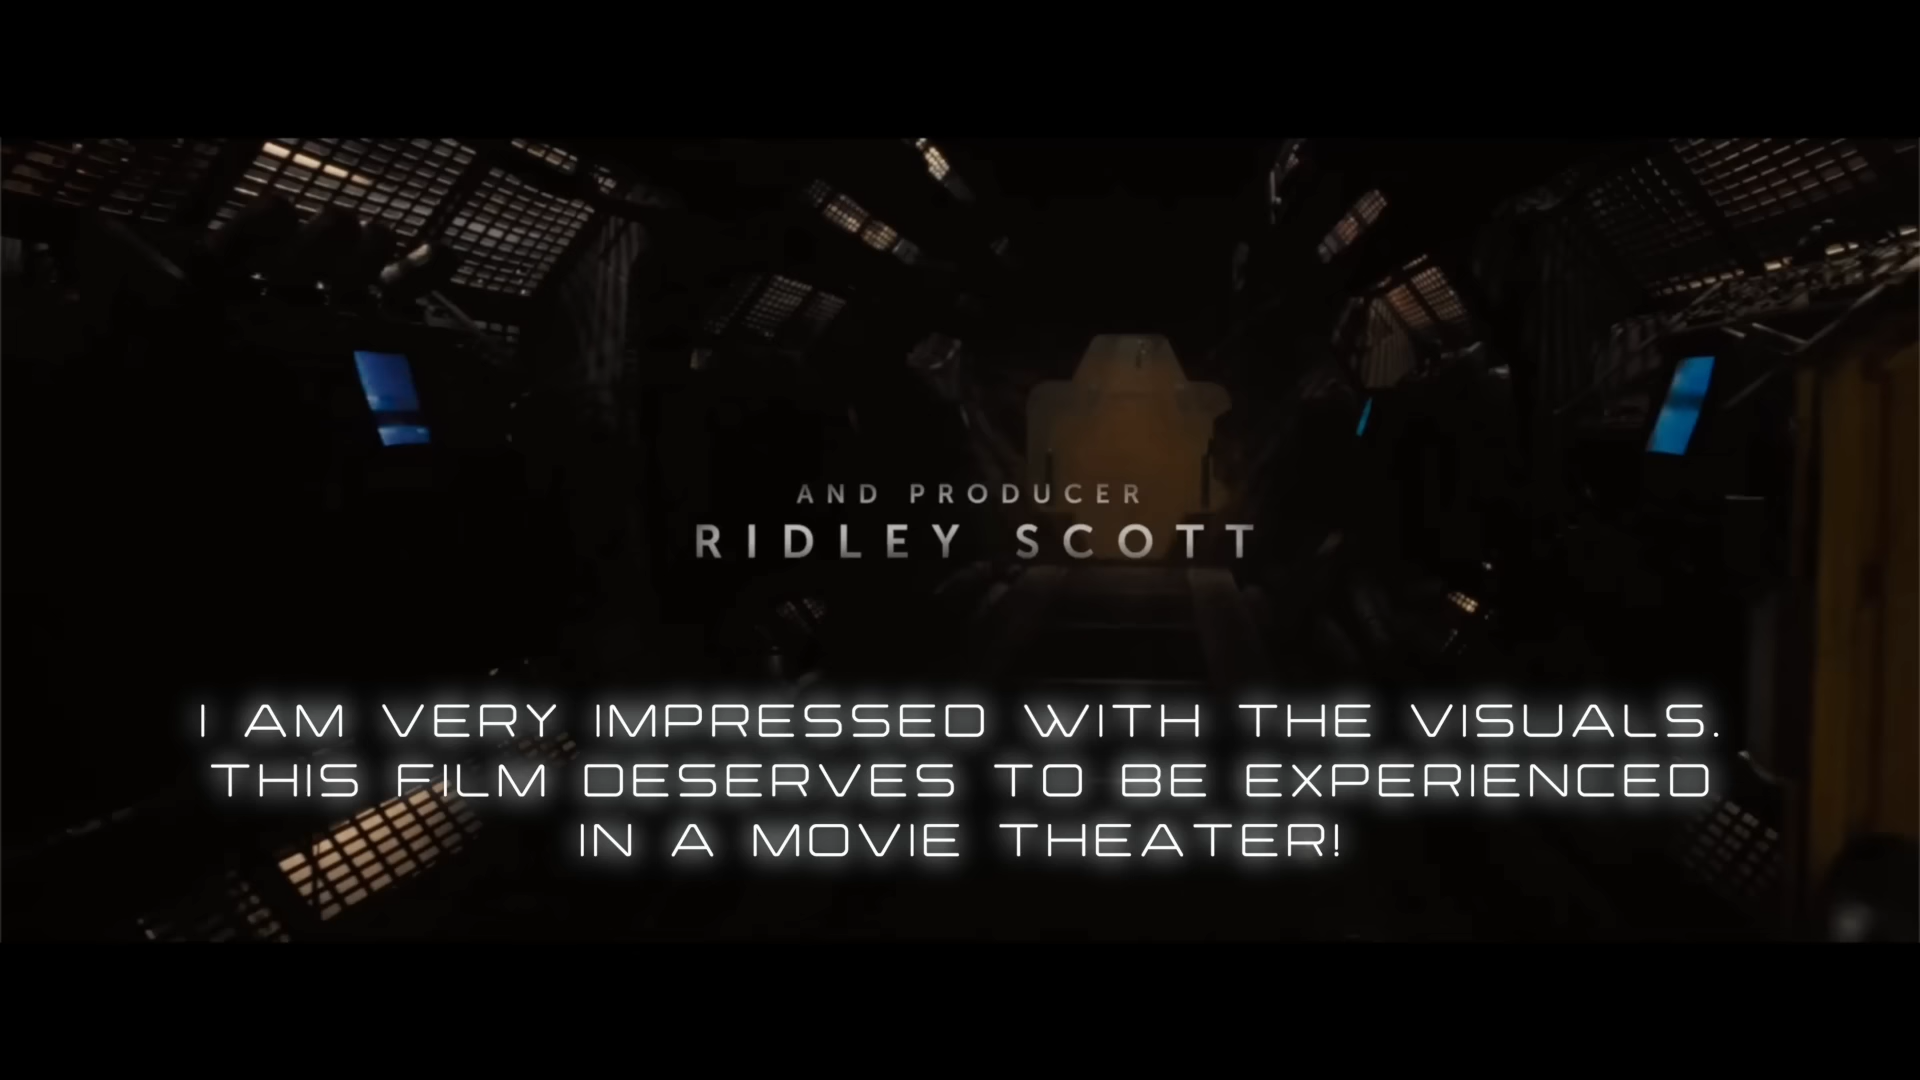 AND PRODUCER
RIDLEY SCOTT
I AM VERY IMPRESSED WITH THE VISUALS.
THIS FILM DESERVES TO BE EXPERIENCED
IN A MOVIE THEATER!